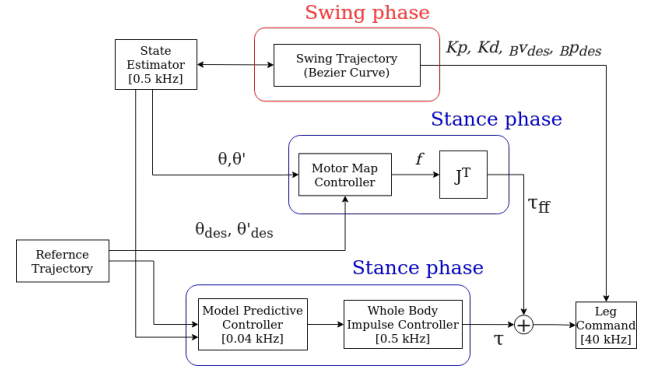 Swing phase
State
Estimator
[0.5 kHz]
Swing Trajectory
(Bezier Curve)
Kp, Kd, Bvdes, Bpdes
Stance phase
θ,θ'
Motor Map
Controller
f
Jᵀ
τff
θdes, θ'des
Refernce
Trajectory
Stance phase
Model Predictive
Controller
[0.04 kHz]
Whole Body
Impulse Controller
[0.5 kHz]
τ
+
Leg
Command
[40 kHz]